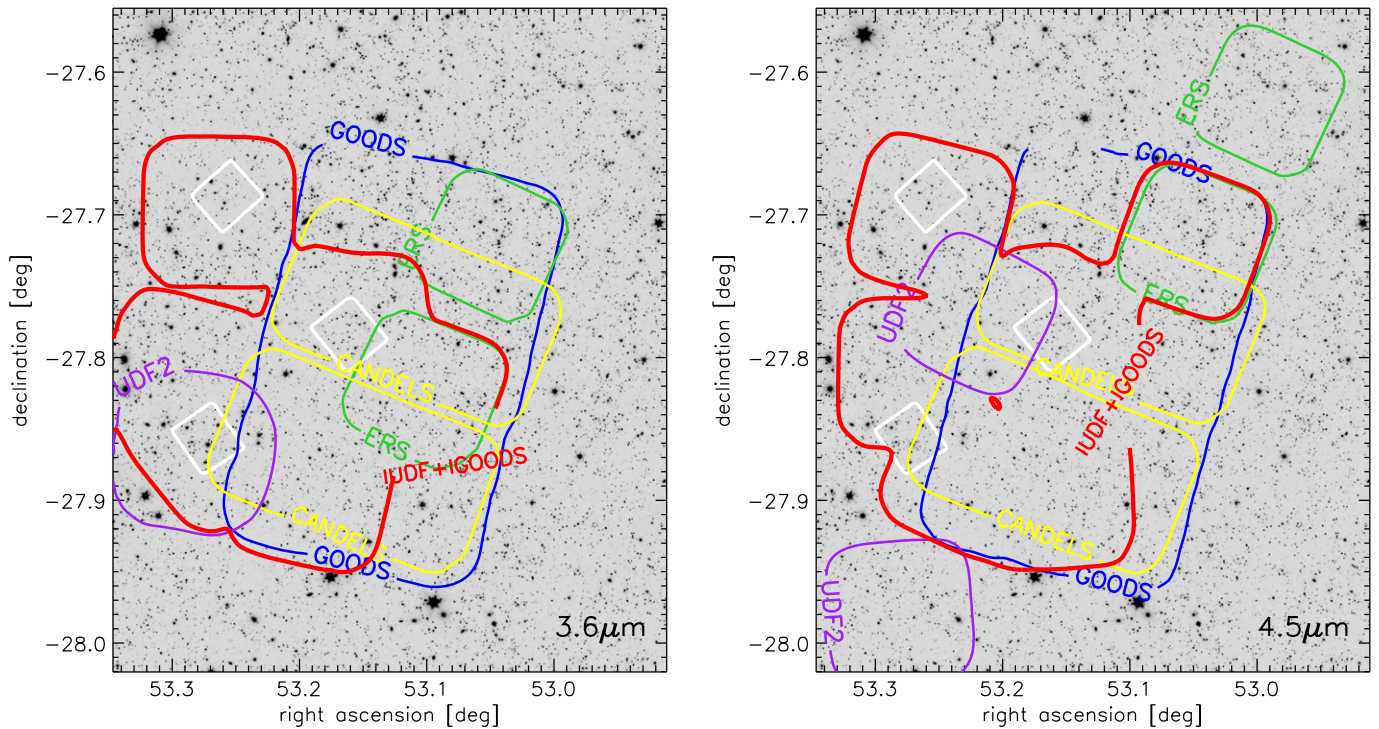 GOODS
ERS
CANDELS
UDF2
ERS
IUDF+IGOODS
CANDELS
GOODS
3.6μm
−27.6
−27.7
−27.8
−27.9
−28.0
53.3 53.2 53.1 53.0
right ascension [deg]
declination [deg]
ERS
GOODS
UDF2
ERS
CANDELS
IUDF+IGOODS
CANDELS
GOODS
UDF2
4.5μm
−27.6
−27.7
−27.8
−27.9
−28.0
53.3 53.2 53.1 53.0
right ascension [deg]
declination [deg]